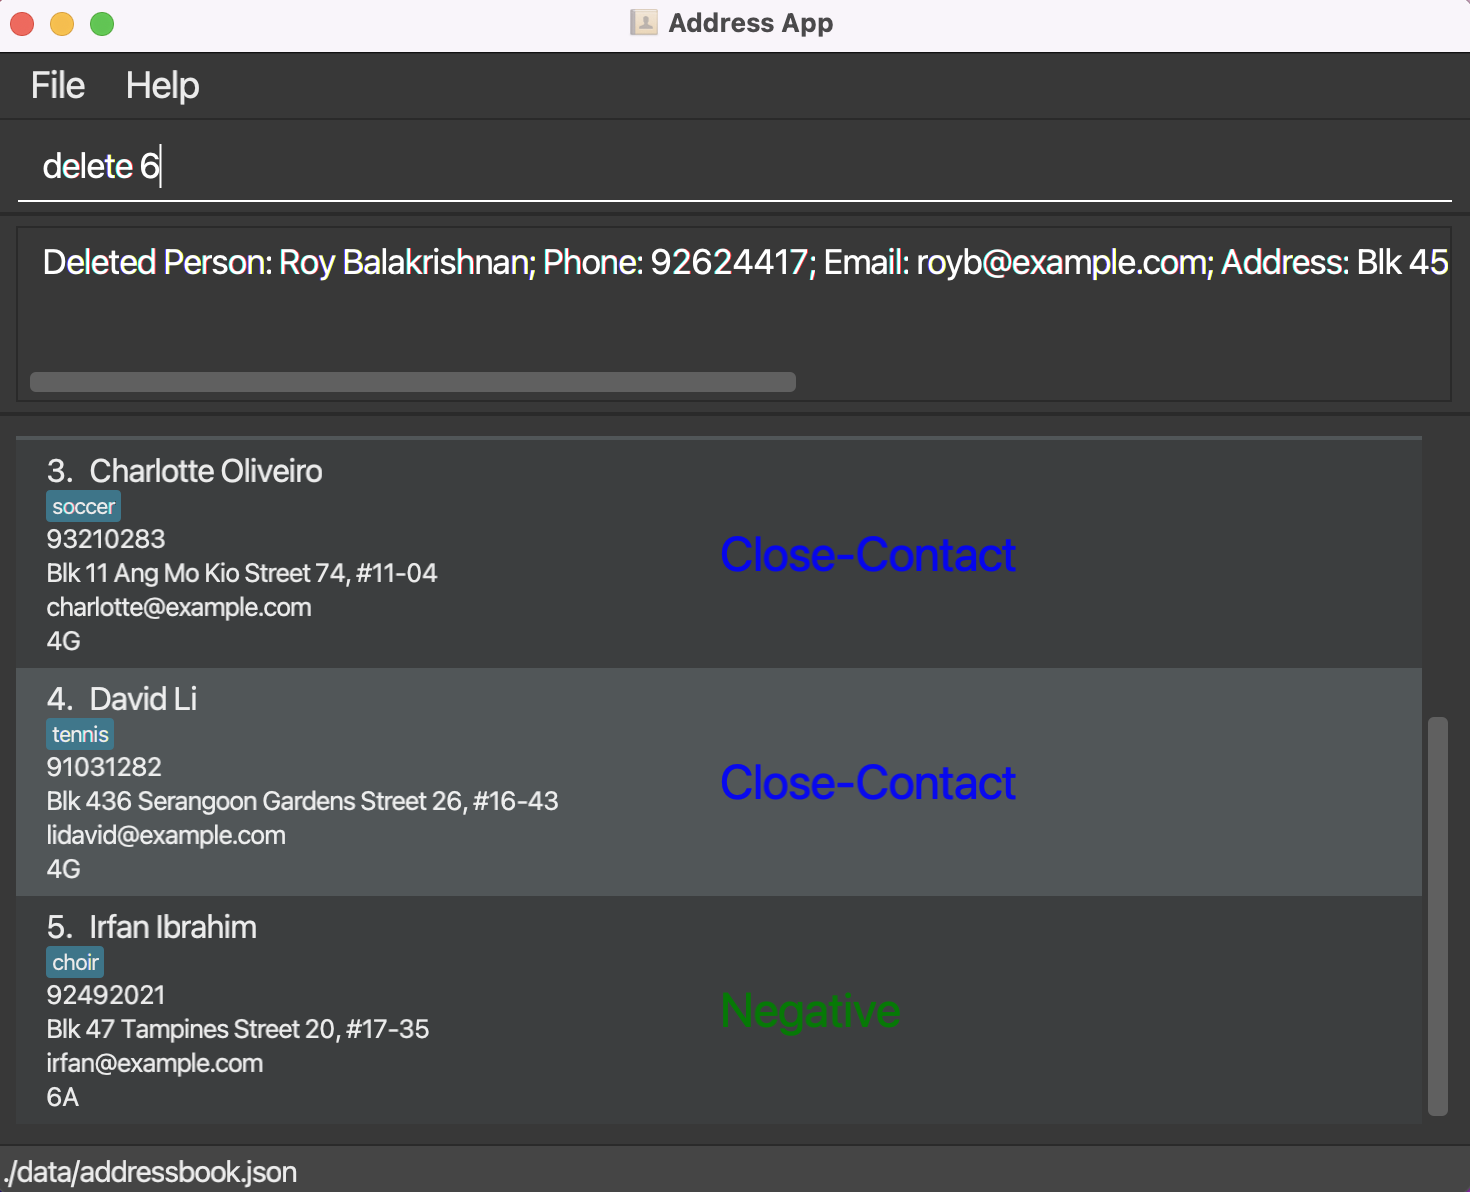 Address App
File Help
delete 6
Deleted Person: Roy Balakrishnan; Phone: 92624417; Email: royb@example.com; Address: Blk 45
3. Charlotte Oliveiro
soccer
93210283
Blk 11 Ang Mo Kio Street 74, #11-04
charlotte@example.com
4G
Close-Contact
4. David Li
tennis
91031282
Blk 436 Serangoon Gardens Street 26, #16-43
lidavid@example.com
4G
Close-Contact
5. Irfan Ibrahim
choir
92492021
Blk 47 Tampines Street 20, #17-35
irfan@example.com
6A
Negative
./data/addressbook.json